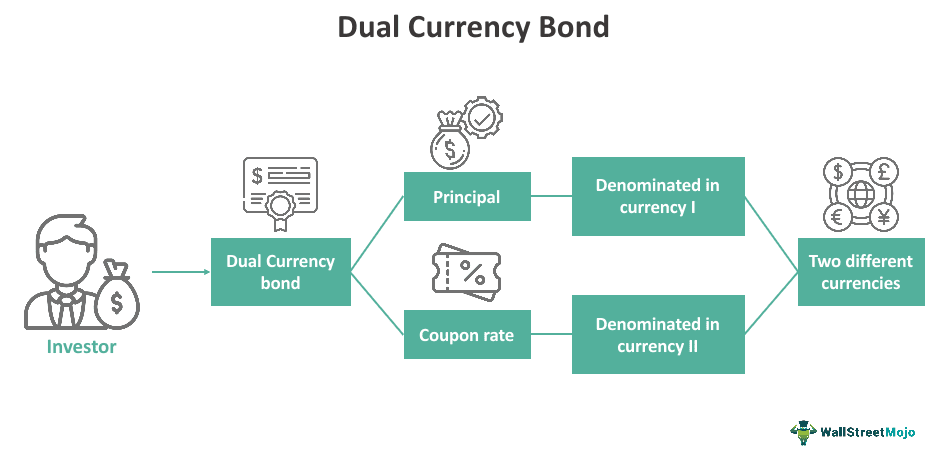 Dual Currency Bond
$
Principal
Denominated in
currency I
$
£
€
¥
$
Dual Currency
bond
Two different
currencies
$
Investor
%
Coupon rate
Denominated in
currency II
WallStreetMojo